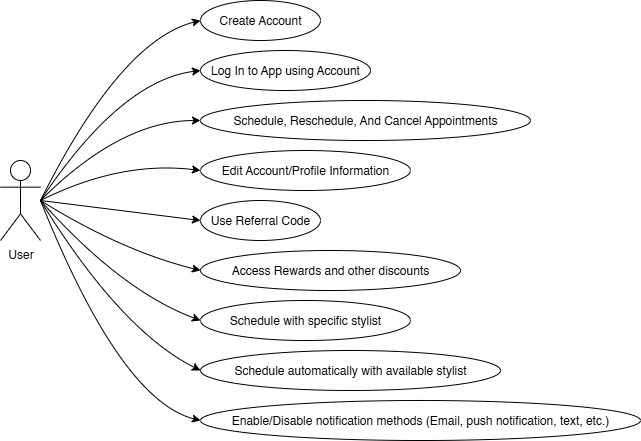 Create Account
Log In to App using Account
Schedule, Reschedule, And Cancel Appointments
Edit Account/Profile Information
Use Referral Code
User
Access Rewards and other discounts
Schedule with specific stylist
Schedule automatically with available stylist
Enable/Disable notification methods (Email, push notification, text, etc.)